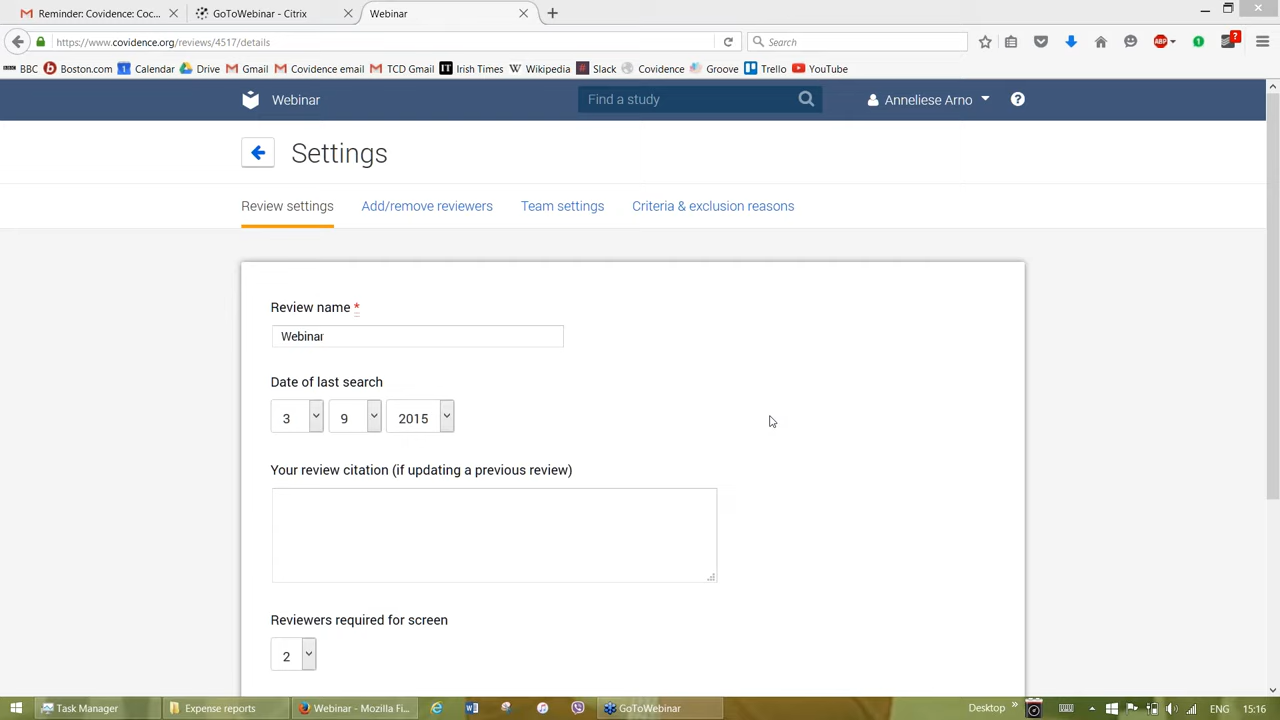 Reminder: Covidence: Coc...
GoToWebinar - Citrix
Webinar
https://www.covidence.org/reviews/4517/details
Search
BBC
Boston.com
Calendar
Drive
Gmail
Covidence email
TCD Gmail
Irish Times
Wikipedia
Slack
Covidence
Groove
Trello
YouTube
Webinar
Find a study
Anneliese Arno
Settings
Review settings
Add/remove reviewers
Team settings
Criteria & exclusion reasons
Review name *
Webinar
Date of last search
3 9 2015
Your review citation (if updating a previous review)
Reviewers required for screen
2
Task Manager
Expense reports
Webinar - Mozilla Fi...
GoToWebinar
Desktop
ENG
15:16